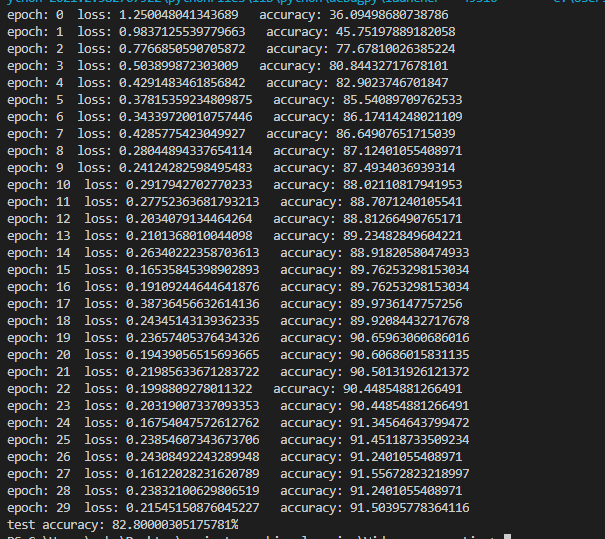 epoch: 0  loss: 1.250048041343689   accuracy: 36.09498680738786
epoch: 1  loss: 0.9837125539779663   accuracy: 45.75197889182058
epoch: 2  loss: 0.7766850590705872   accuracy: 77.67810026385224
epoch: 3  loss: 0.503899872303009   accuracy: 80.84432717678101
epoch: 4  loss: 0.4291483461856842   accuracy: 82.9023746701847
epoch: 5  loss: 0.37815359234809875   accuracy: 85.54089709762533
epoch: 6  loss: 0.34339720010757446   accuracy: 86.17414248021109
epoch: 7  loss: 0.4285775423049927   accuracy: 86.64907651715039
epoch: 8  loss: 0.28044894337654114   accuracy: 87.12401055408971
epoch: 9  loss: 0.24124282598495483   accuracy: 87.4934036939314
epoch: 10  loss: 0.2917942702770233   accuracy: 88.02110817941953
epoch: 11  loss: 0.27752363681793213   accuracy: 88.7071240105541
epoch: 12  loss: 0.2034079134464264   accuracy: 88.81266490765171
epoch: 13  loss: 0.2101368010044098   accuracy: 89.23482849604221
epoch: 14  loss: 0.26340222358703613   accuracy: 88.91820580474933
epoch: 15  loss: 0.16535845398902893   accuracy: 89.76253298153034
epoch: 16  loss: 0.19109244644641876   accuracy: 89.76253298153034
epoch: 17  loss: 0.38736456632614136   accuracy: 89.9736147757256
epoch: 18  loss: 0.24345143139362335   accuracy: 89.92084432717678
epoch: 19  loss: 0.23657405376434326   accuracy: 90.65963060686016
epoch: 20  loss: 0.19439056515693665   accuracy: 90.60686015831135
epoch: 21  loss: 0.21985633671283722   accuracy: 90.50131926121372
epoch: 22  loss: 0.1998809278011322   accuracy: 90.44854881266491
epoch: 23  loss: 0.20319007337093353   accuracy: 90.44854881266491
epoch: 24  loss: 0.16754047572612762   accuracy: 91.34564643799472
epoch: 25  loss: 0.23854607343673706   accuracy: 91.45118733509234
epoch: 26  loss: 0.24308492243289948   accuracy: 91.2401055408971
epoch: 27  loss: 0.16122028231620789   accuracy: 91.55672823218997
epoch: 28  loss: 0.23832100629806519   accuracy: 91.2401055408971
epoch: 29  loss: 0.21545150876045227   accuracy: 91.50395778364116
test accuracy: 82.80000305175781%